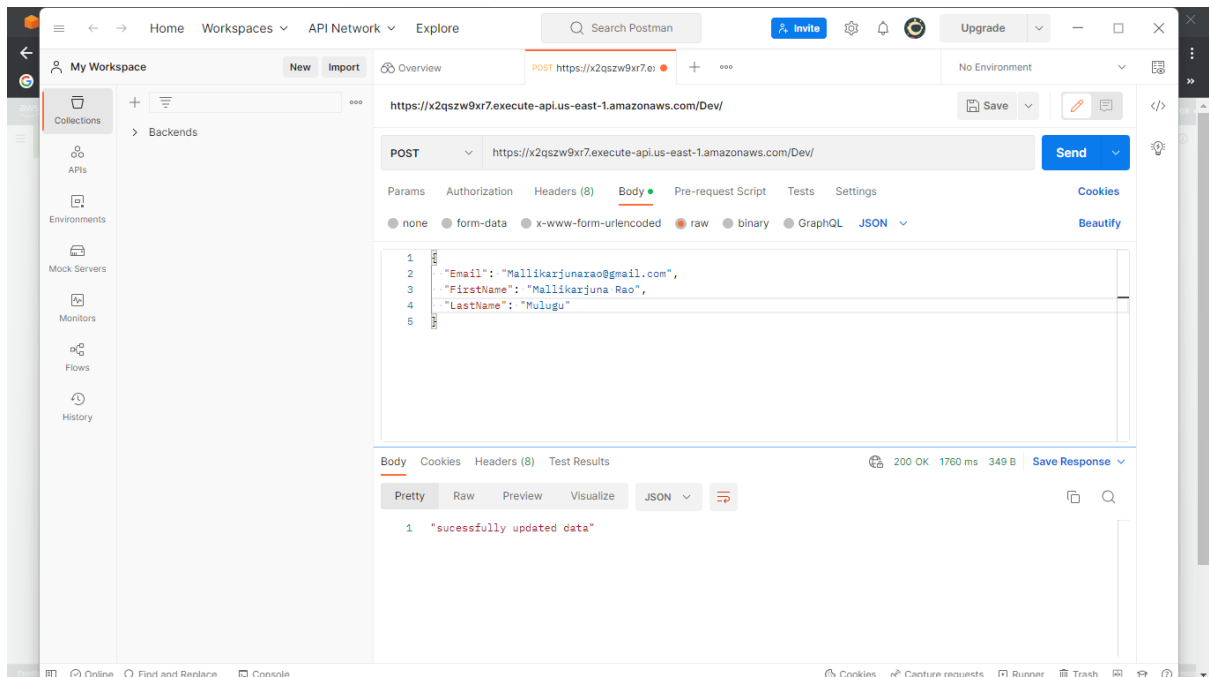 Home Workspaces API Network Explore Search Postman Invite Upgrade
My Workspace New Import Overview POST https://x2qszw9xr7.e No Environment
Collections
https://x2qszw9xr7.execute-api.us-east-1.amazonaws.com/Dev/ Save
Backends
APIs
POST https://x2qszw9xr7.execute-api.us-east-1.amazonaws.com/Dev/ Send
Params Authorization Headers (8) Body Pre-request Script Tests Settings Cookies
Environments
none form-data x-www-form-urlencoded raw binary GraphQL JSON Beautify
Mock Servers
1 {
2 "Email": "Mallikarjunarao@gmail.com",
3 "FirstName": "Mallikarjuna Rao",
4 "LastName": "Mulugu"
5 }
Monitors
Flows
History
Body Cookies Headers (8) Test Results 200 OK 1760 ms 349 B Save Response
Pretty Raw Preview Visualize JSON
1 "sucessfully updated data"
Online Find and Replace Console Cookies Capture requests Runner Trash